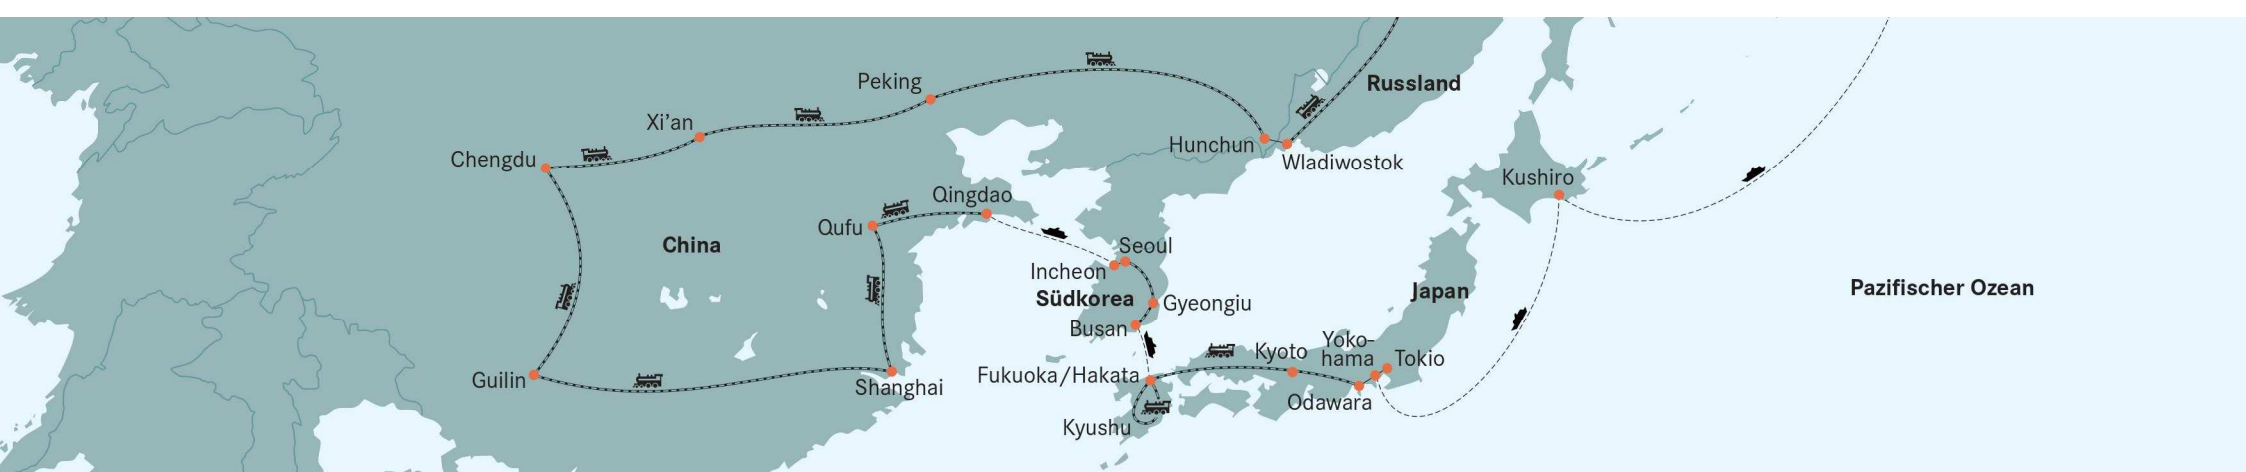 Peking
Russland
Xi’an
Hunchun
Chengdu
Wladiwostok
Kushiro
Qingdao
Qufu
China
Seoul
Incheon
Südkorea
Gyeongiu
Japan
Pazifischer Ozean
Busan
Yoko-
hama
Kyoto
Tokio
Fukuoka/Hakata
Guilin
Shanghai
Odawara
Kyushu